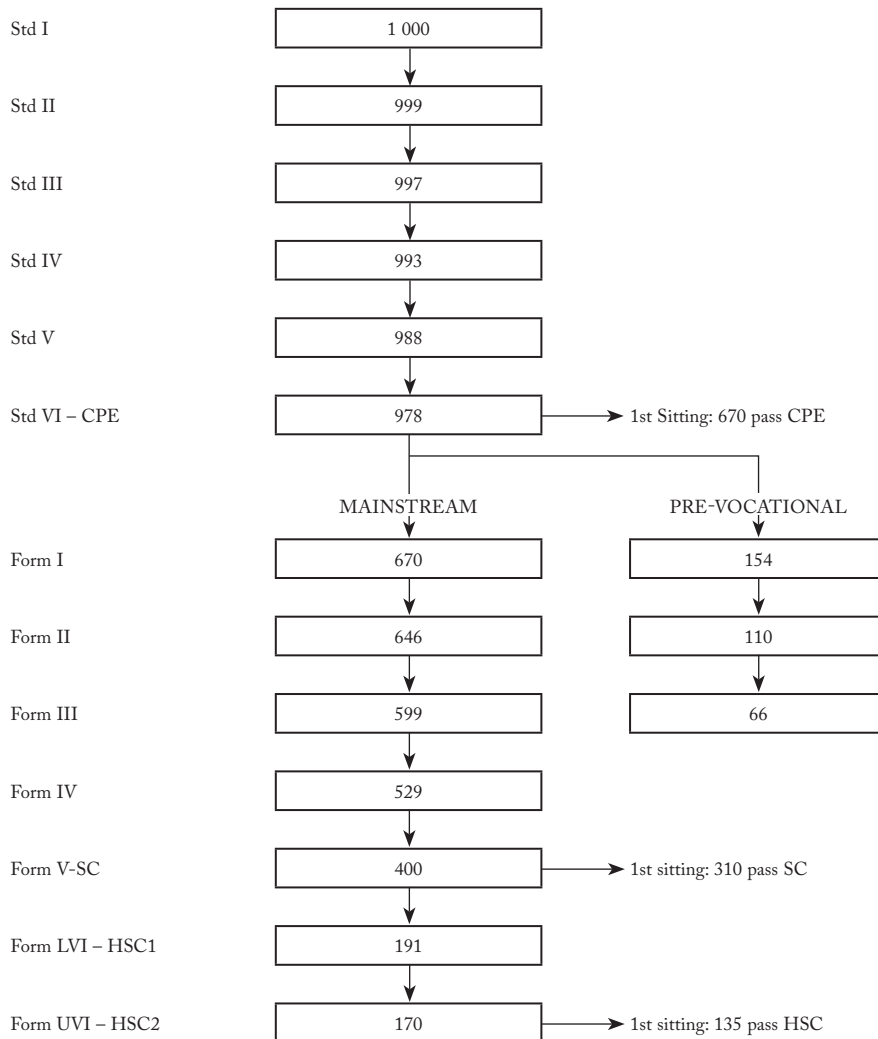 Std I 1 000
Std II 999
Std III 997
Std IV 993
Std V 988
Std VI – CPE 978 1st Sitting: 670 pass CPE
MAINSTREAM PRE-VOCATIONAL
Form I 670 154
Form II 646 110
Form III 599 66
Form IV 529
Form V-SC 400 1st sitting: 310 pass SC
Form LVI – HSC1 191
Form UVI – HSC2 170 1st sitting: 135 pass HSC